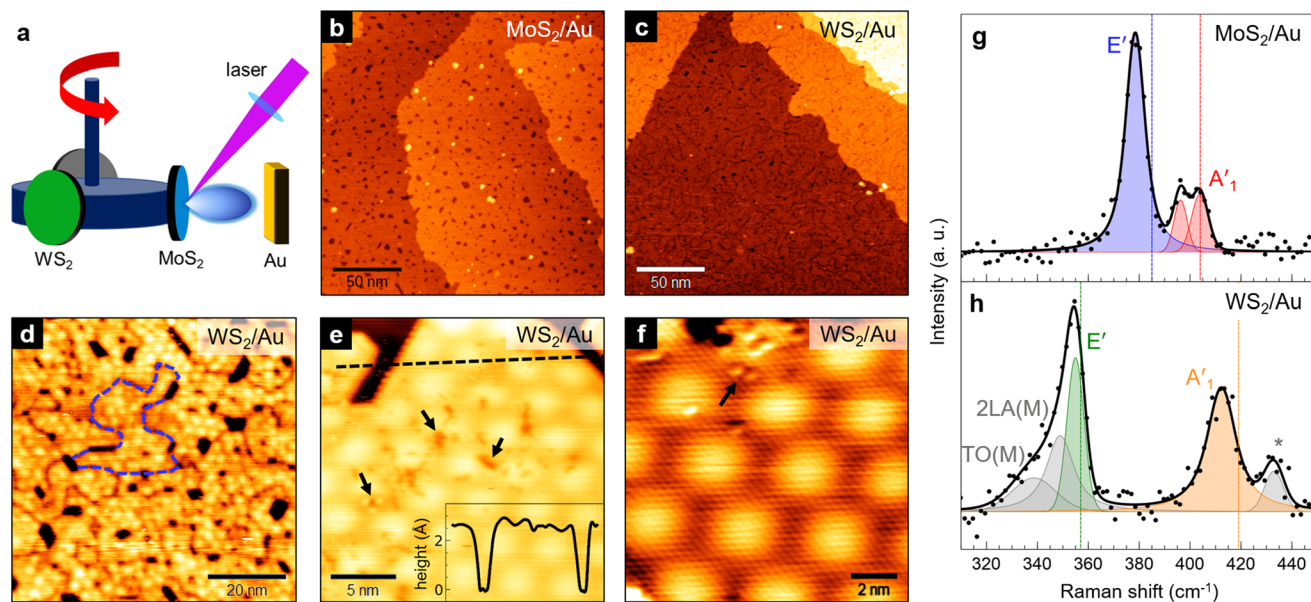 a
laser
WS₂
MoS₂
Au
b
MoS₂/Au
50 nm
c
WS₂/Au
50 nm
d
WS₂/Au
20 nm
e
WS₂/Au
5 nm
height (Å)
2
0
f
WS₂/Au
2 nm
g
MoS₂/Au
E′
A′₁
h
WS₂/Au
E′
A′₁
2LA(M)
TO(M)
*
Intensity (a. u.)
320 340 360 380 400 420 440
Raman shift (cm⁻¹)